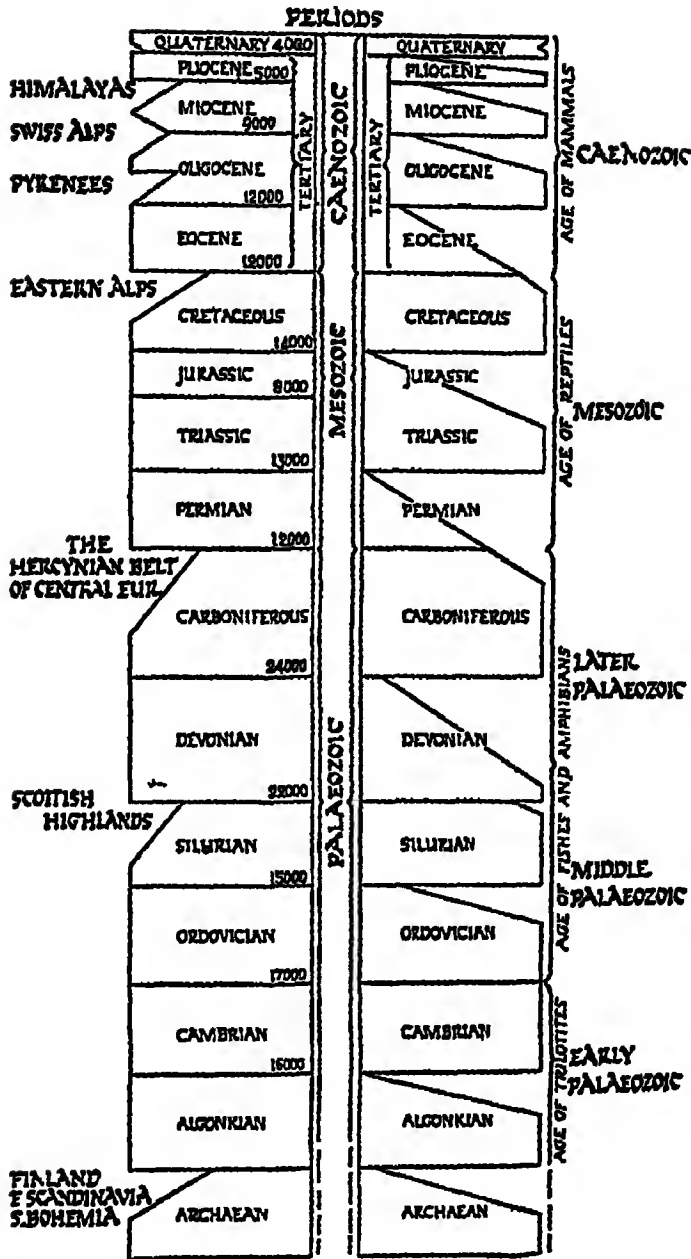 PERIODS
QUATERNARY 4000
PLIOCENE 5000
HIMALAYAS
MIOCENE
9000
SWISS ALPS
OLIGOCENE
12000
PYRENEES
EOCENE
12000
TERTIARY
CAENOZOIC
EASTERN ALPS
CRETACEOUS
14000
JURASSIC
8000
TRIASSIC
13000
MESOZOIC
PERMIAN
12000
THE
HERCYNIAN BELT
OF CENTRAL EUR.
CARBONIFEROUS
24000
DEVONIAN
22000
SCOTTISH
HIGHLANDS
SILURIAN
15000
PALAEOZOIC
ORDOVICIAN
17000
CAMBRIAN
16000
ALGONKIAN
FINLAND
E SCANDINAVIA
S. BOHEMIA
ARCHAEAN
QUATERNARY
PLIOCENE
MIOCENE
OLIGOCENE
EOCENE
TERTIARY
AGE OF MAMMALS
CAENOZOIC
CRETACEOUS
JURASSIC
TRIASSIC
AGE OF REPTILES
MESOZOIC
PERMIAN
CARBONIFEROUS
DEVONIAN
LATER
PALAEOZOIC
SILURIAN
AGE OF FISHES AND AMPHIBIANS
MIDDLE
PALAEOZOIC
ORDOVICIAN
CAMBRIAN
AGE OF TRILOTITES
EARLY
PALAEOZOIC
ALGONKIAN
ARCHAEAN